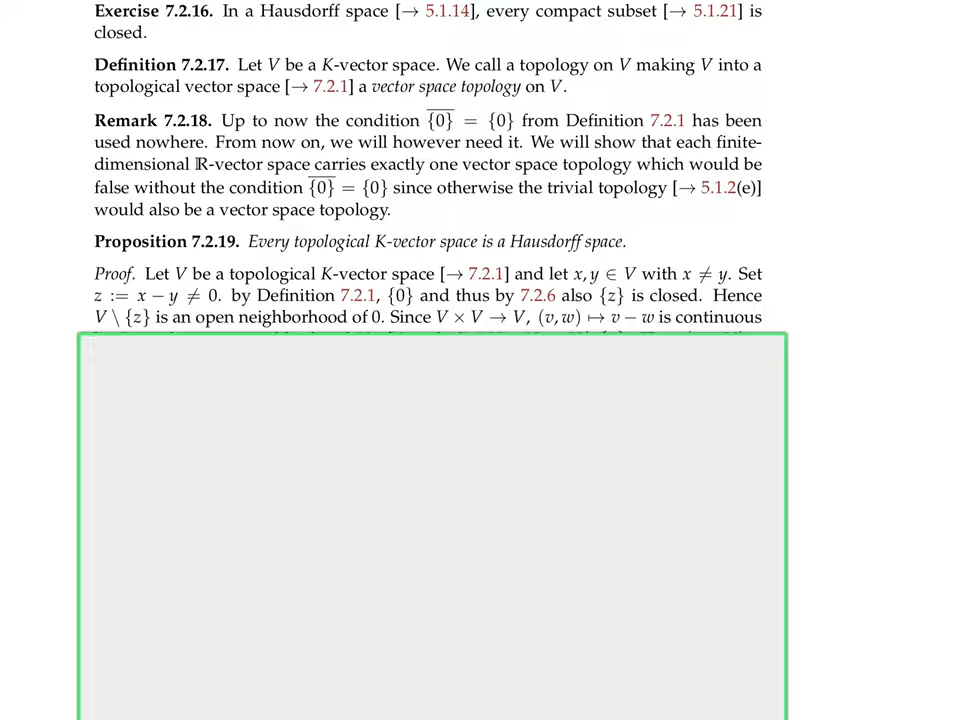 Exercise 7.2.16. In a Hausdorff space [→ 5.1.14], every compact subset [→ 5.1.21] is
closed.
Definition 7.2.17. Let V be a K-vector space. We call a topology on V making V into a
topological vector space [→ 7.2.1] a vector space topology on V.
Remark 7.2.18. Up to now the condition \overline{{0}} = {0} from Definition 7.2.1 has been
used nowhere. From now on, we will however need it. We will show that each finite-
dimensional ℝ-vector space carries exactly one vector space topology which would be
false without the condition \overline{{0}} = {0} since otherwise the trivial topology [→ 5.1.2(e)]
would also be a vector space topology.
Proposition 7.2.19. Every topological K-vector space is a Hausdorff space.
Proof. Let V be a topological K-vector space [→ 7.2.1] and let x, y ∈ V with x ≠ y. Set
z := x − y ≠ 0. by Definition 7.2.1, {0} and thus by 7.2.6 also {z} is closed. Hence
V \ {z} is an open neighborhood of 0. Since V × V → V, (v, w) ↦ v − w is continuous